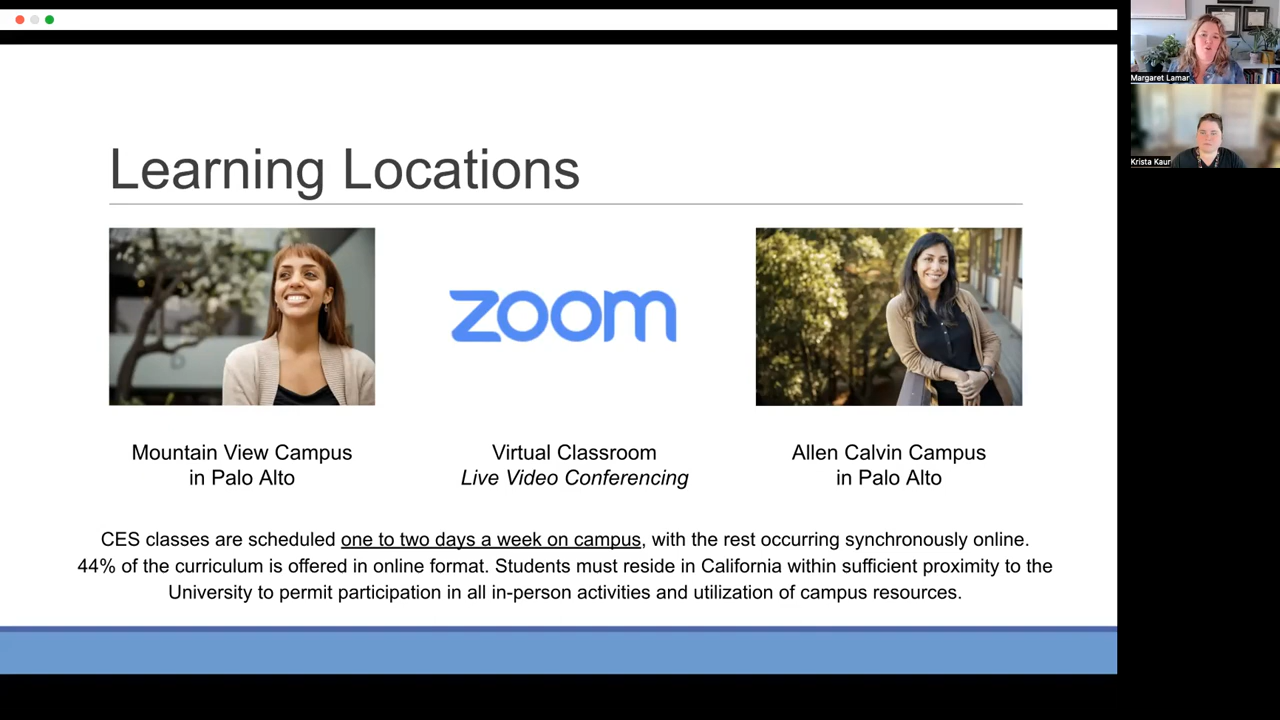 Learning Locations
zoom
Mountain View Campus
in Palo Alto
Virtual Classroom
Live Video Conferencing
Allen Calvin Campus
in Palo Alto
CES classes are scheduled one to two days a week on campus, with the rest occurring synchronously online.
44% of the curriculum is offered in online format. Students must reside in California within sufficient proximity to the
University to permit participation in all in-person activities and utilization of campus resources.
Margaret Lamar
Krista Kaur